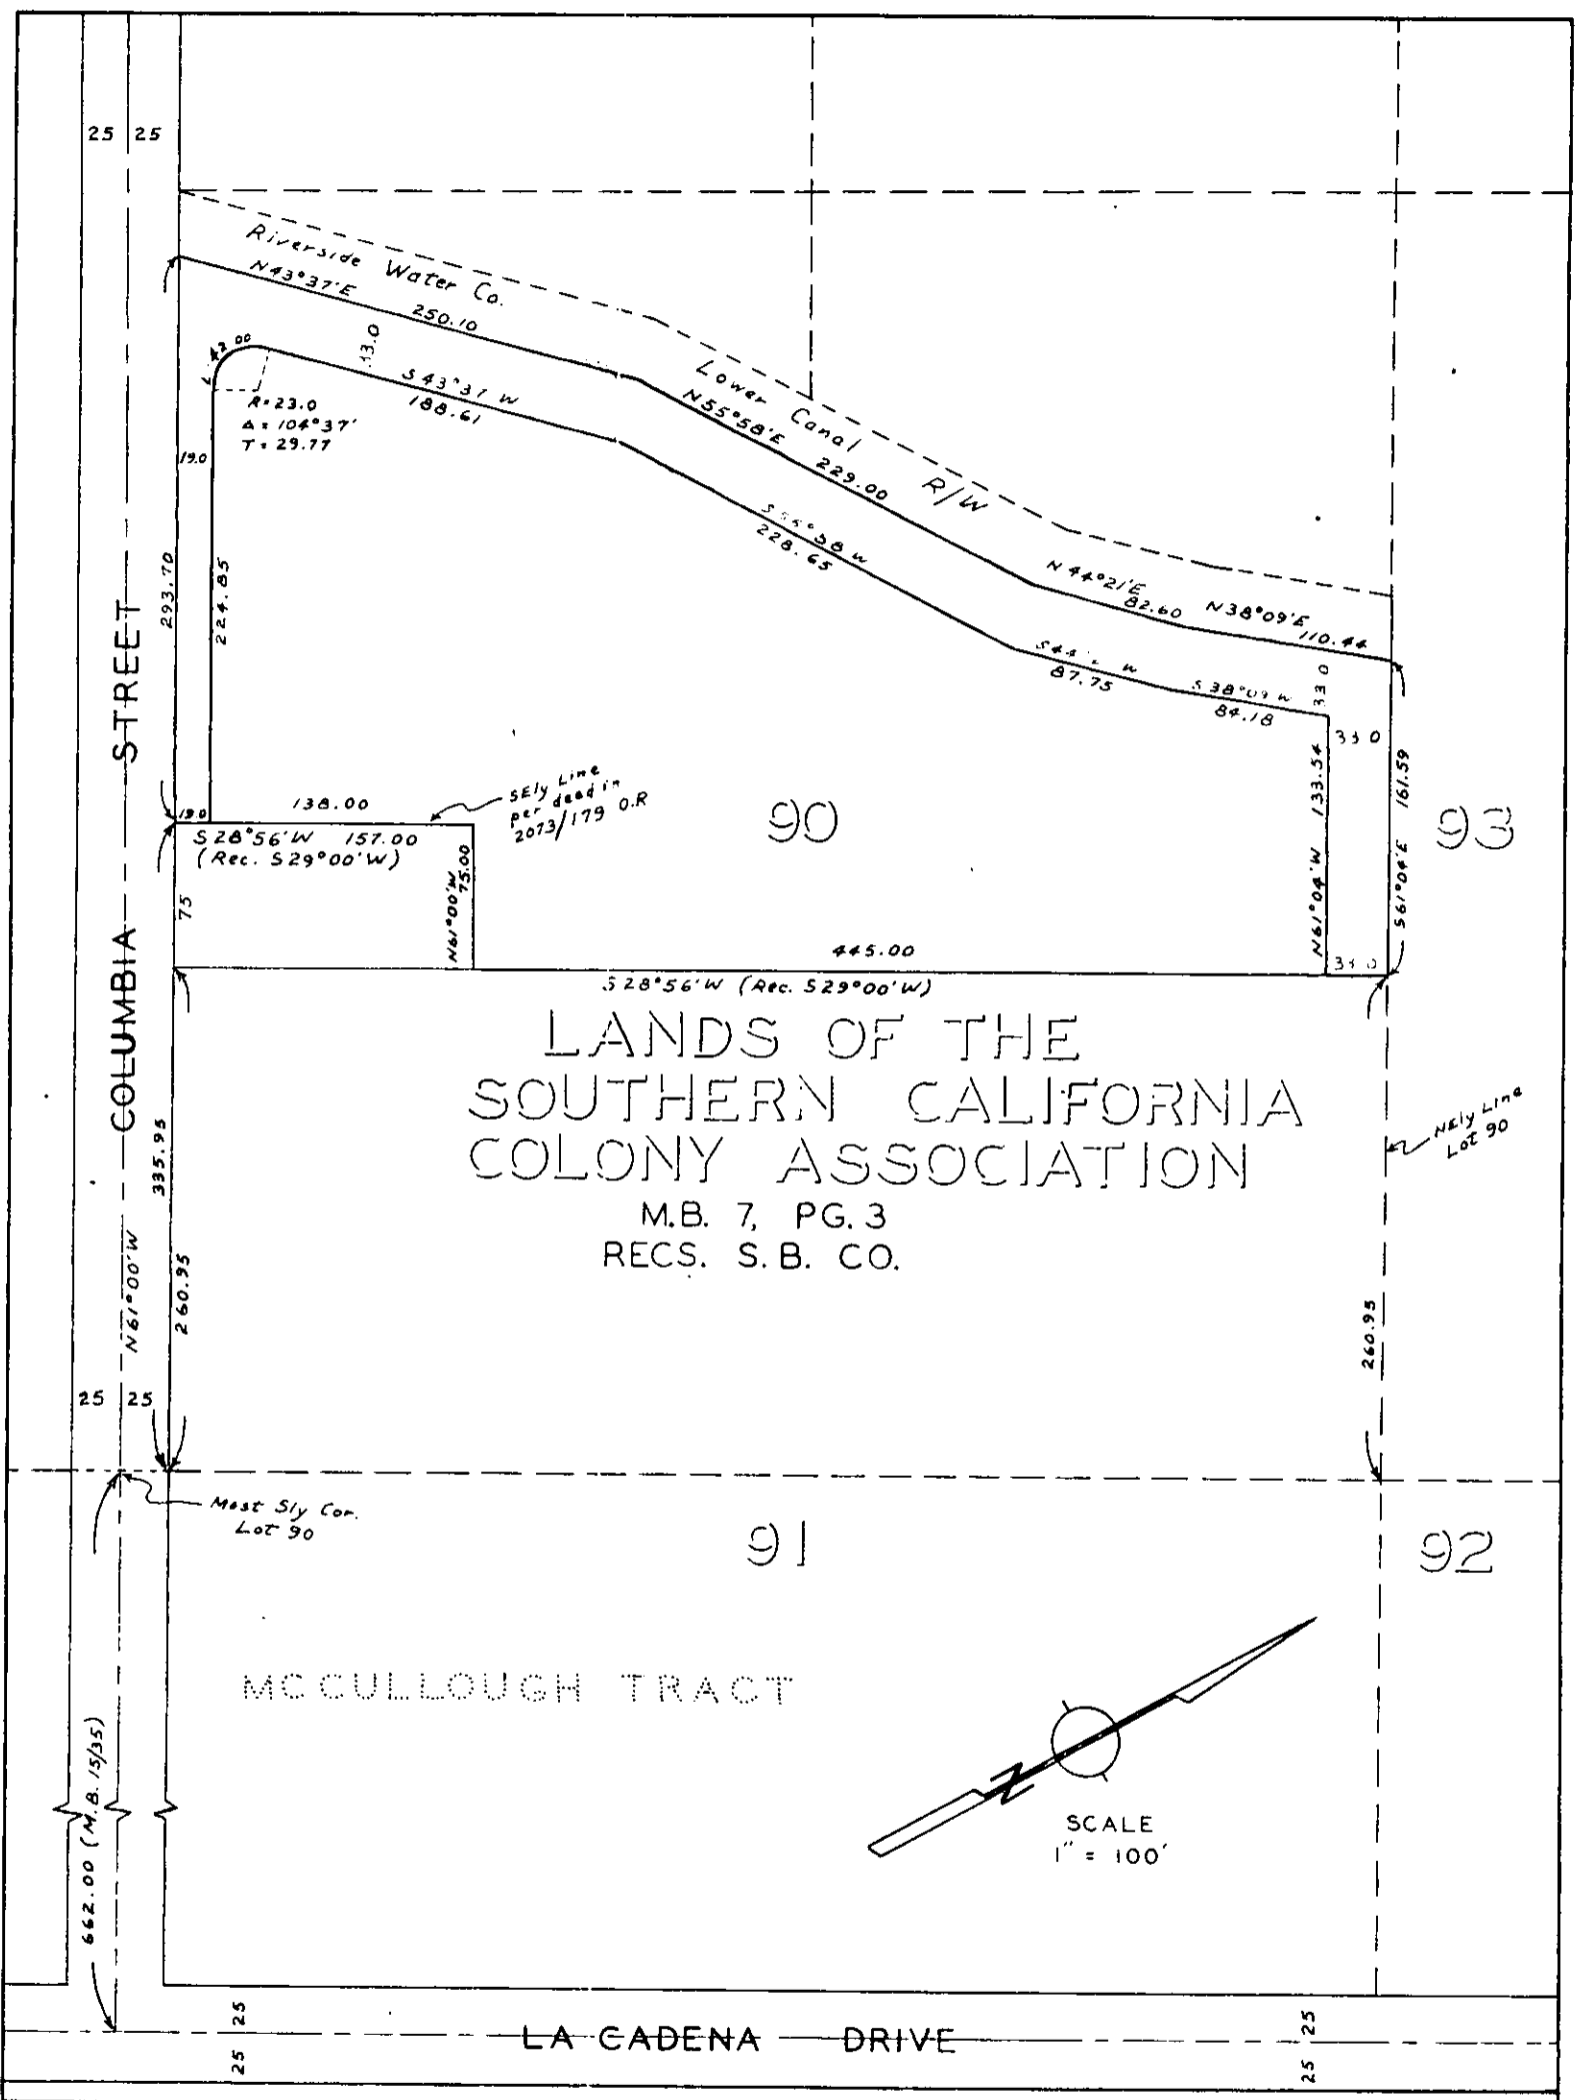 25 25
Riverside Water Co.
N43°37'E
250.10
42.00
33.0
S43°37'W
188.61
R=23.0
Δ=104°37'
T=29.77
19.0
Lower Canal R/W
N55°58'E
229.00
228.65
N44°21'E
82.60
N38°09'E
110.44
87.75
S38°09'W
84.18
33.0
33.0
293.70
224.85
COLUMBIA STREET
138.00
19.0
S28°56'W 157.00
(Rec. S29°00'W)
SEly Line
per deed in
2073/179 O.R
90
93
N61°04'W 133.54
S61°04'E 161.59
75
N61°00'W
75.00
445.00
33.0
S28°56'W (Rec. S29°00'W)
LANDS OF THE
SOUTHERN CALIFORNIA
COLONY ASSOCIATION
M.B. 7, PG. 3
RECS. S.B. CO.
NEly Line
Lot 90
335.95
N61°00'W
260.95
260.95
25 25
Most Sly Cor.
Lot 90
91
92
MCCULLOUGH TRACT
662.00 (M.B. 15/35)
N
SCALE
1" = 100'
25
25
LA CADENA DRIVE
25
25